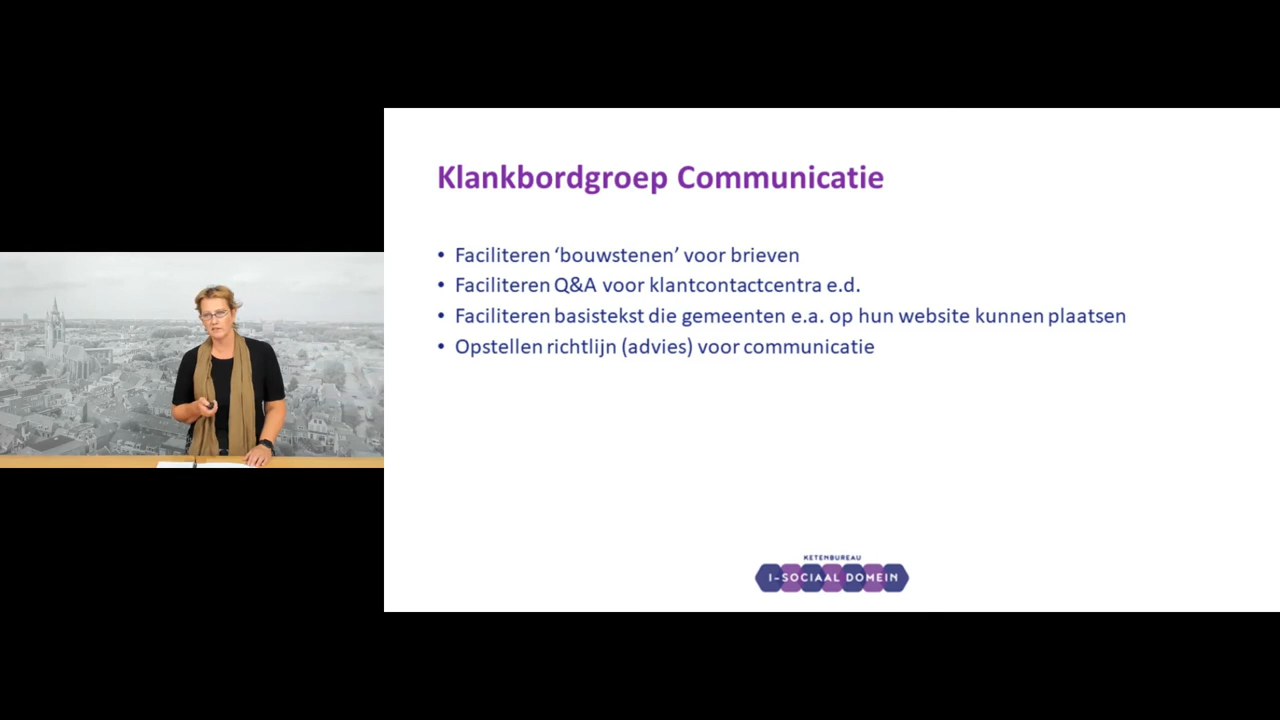 Klankbordgroep Communicatie
• Faciliteren ‘bouwstenen’ voor brieven
• Faciliteren Q&A voor klantcontactcentra e.d.
• Faciliteren basistekst die gemeenten e.a. op hun website kunnen plaatsen
• Opstellen richtlijn (advies) voor communicatie
KETENBUREAU
I-SOCIAAL DOMEIN